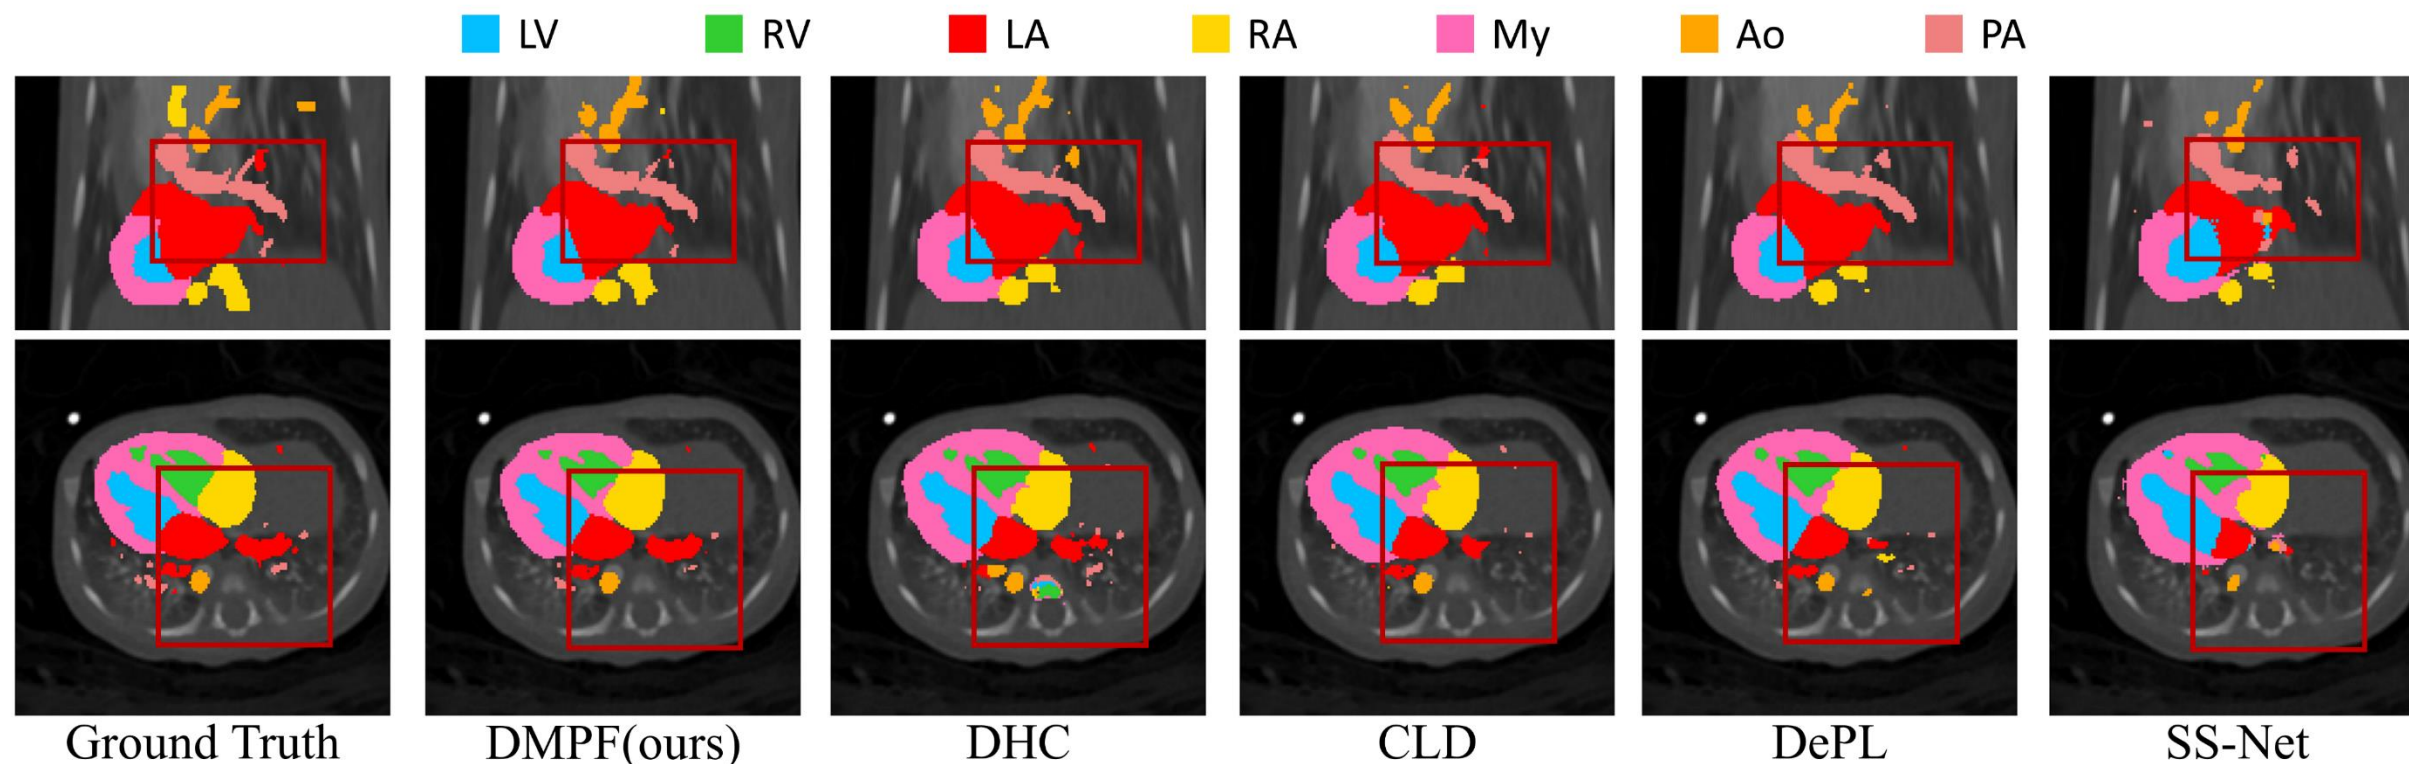 LV RV LA RA My Ao PA
Ground Truth DMPF(ours) DHC CLD DePL SS-Net